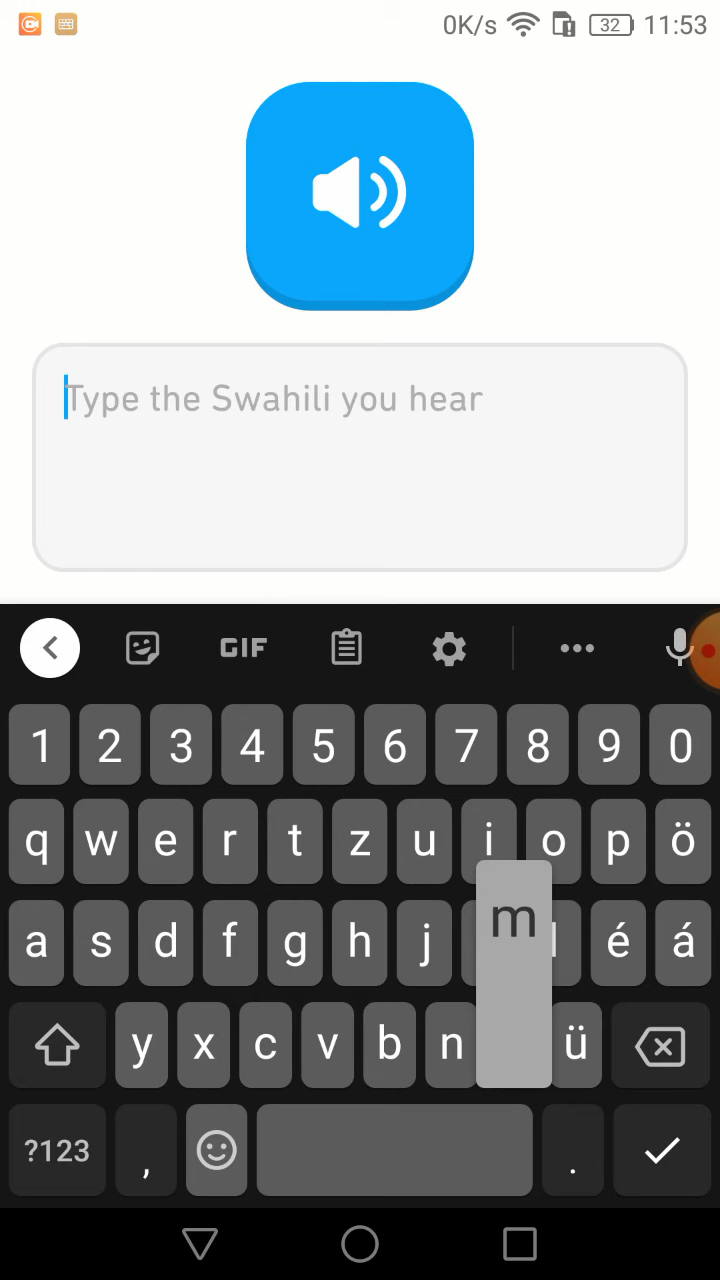 0K/s 32 11:53
Type the Swahili you hear
GIF
1 2 3 4 5 6 7 8 9 0
q w e r t z u i o p ö
a s d f g h j l é á
y x c v b n m ü
?123 , .